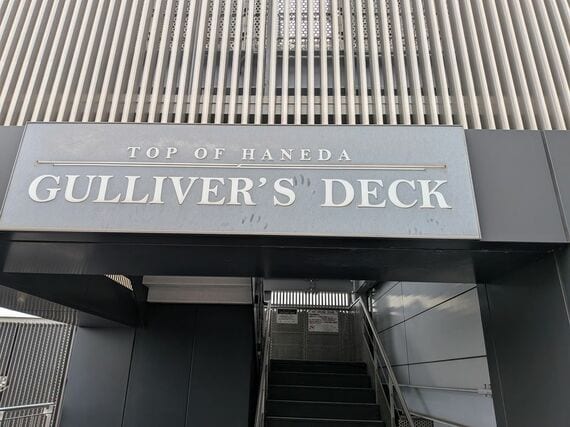 TOP OF HANEDA
GULLIVER'S DECK